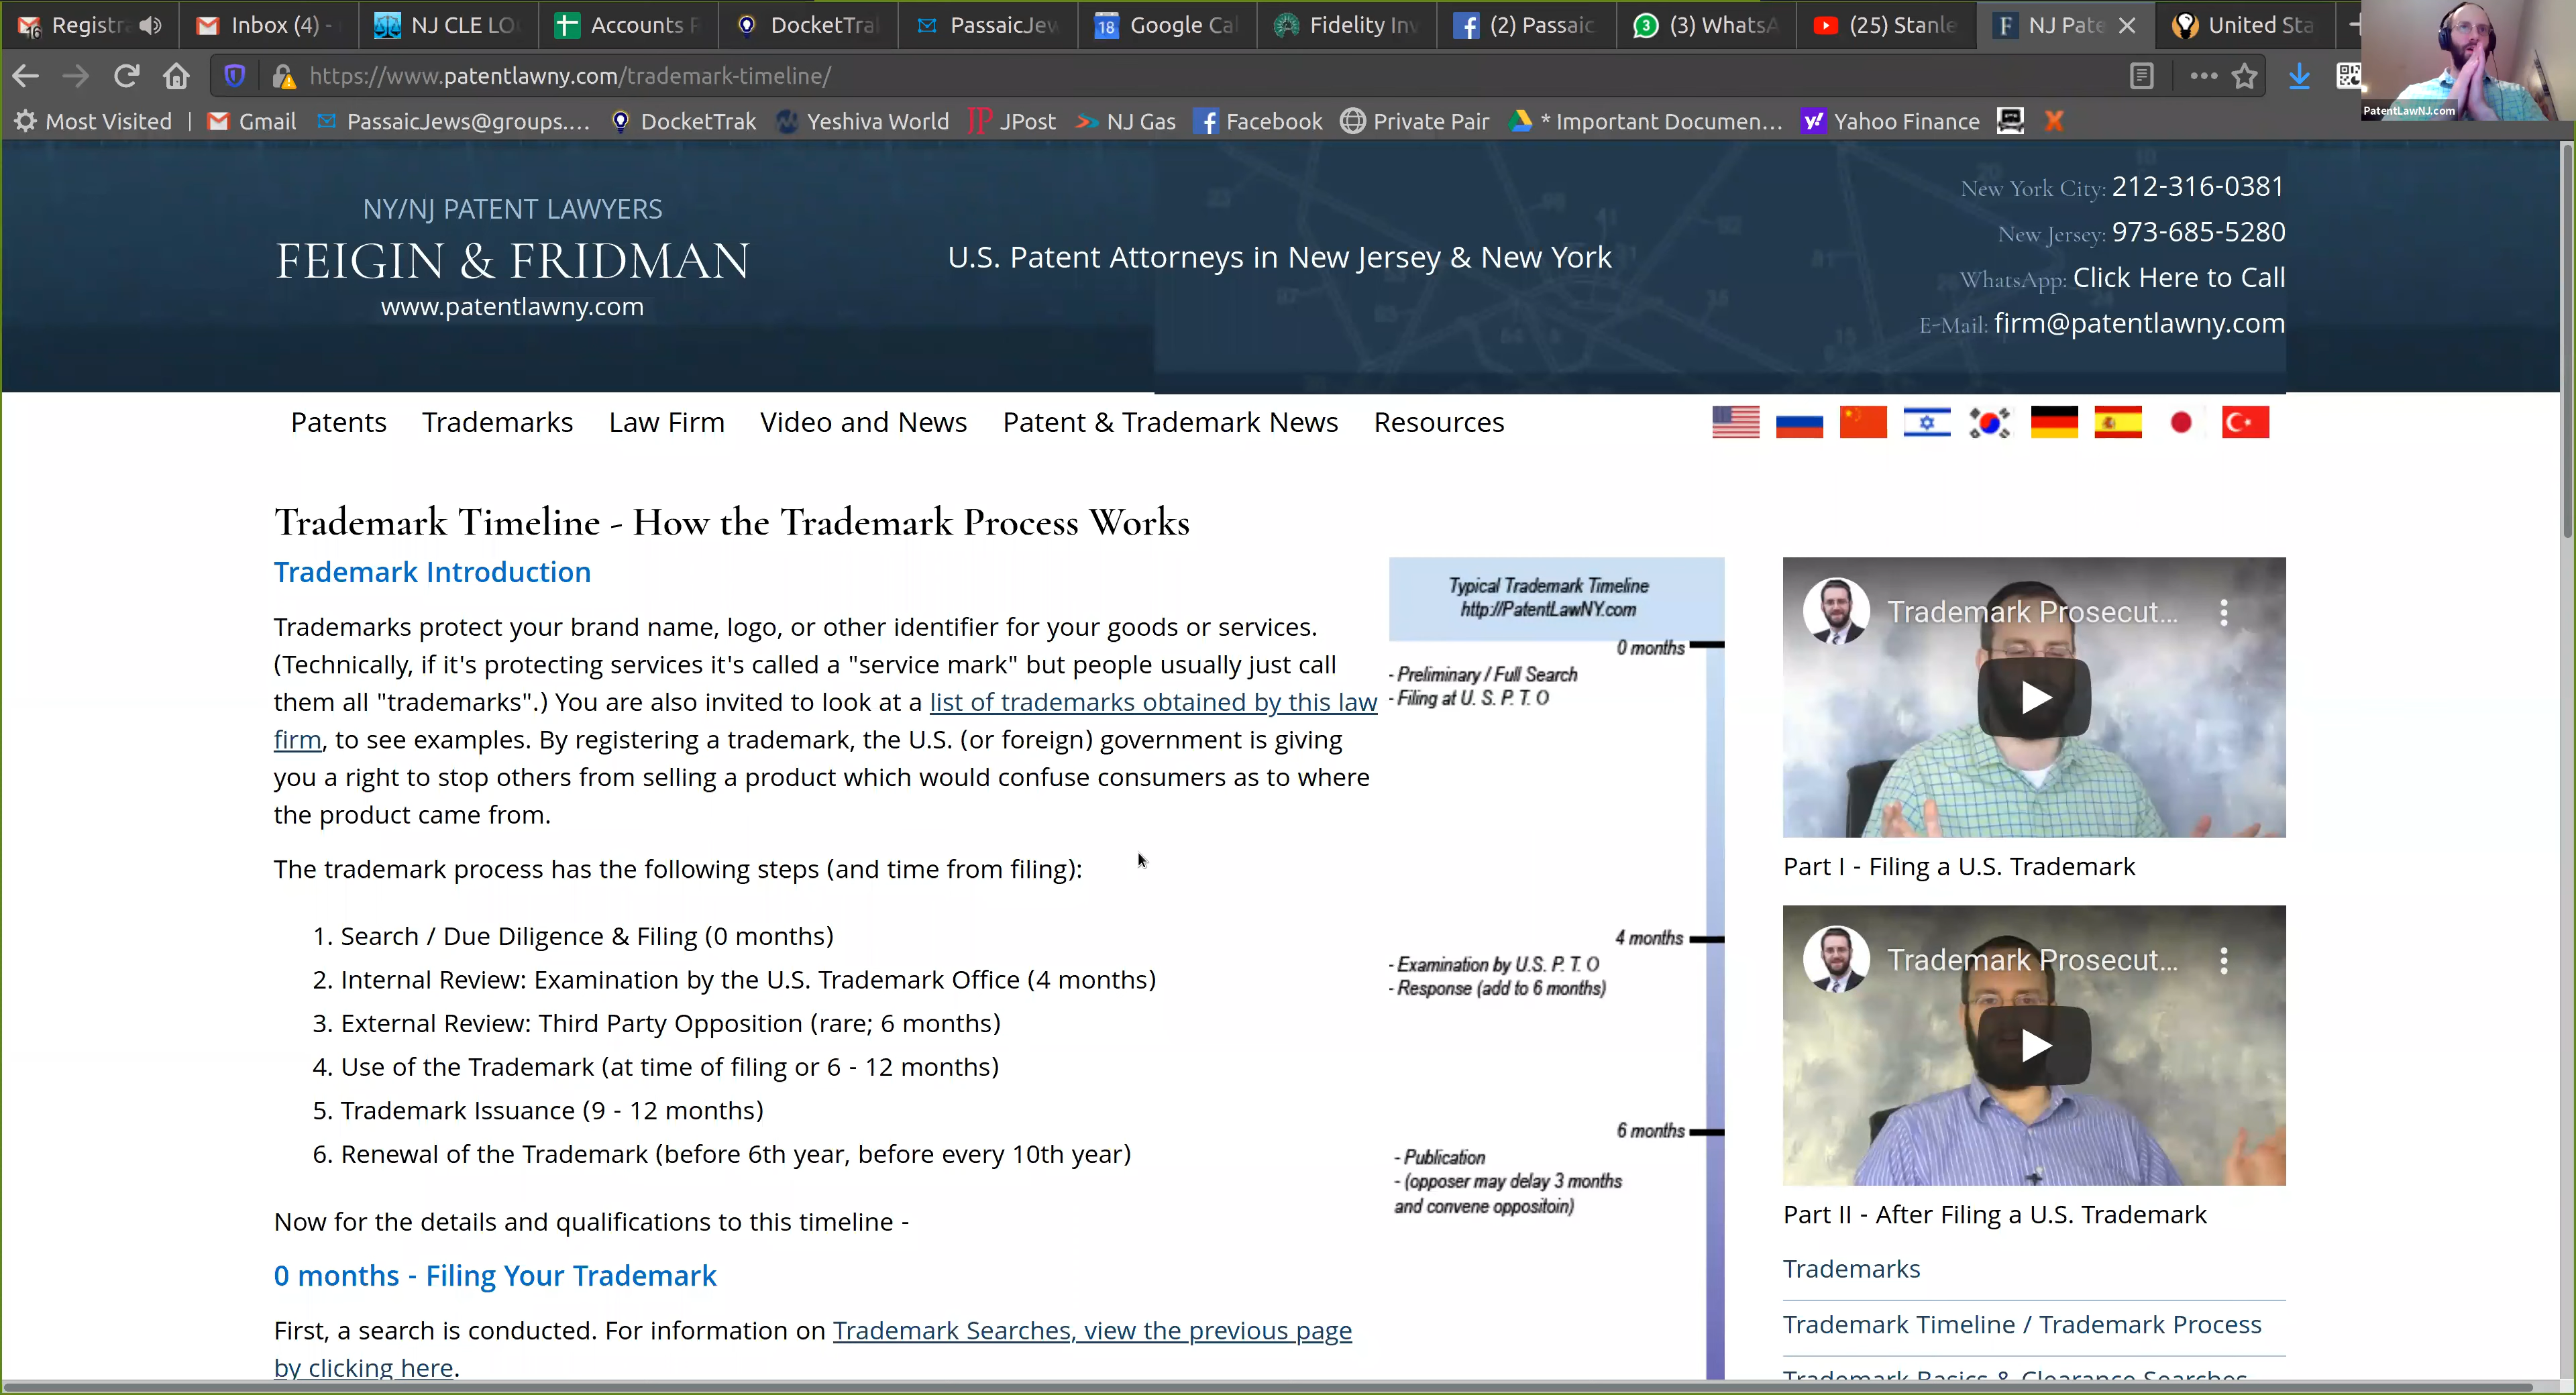 Registra
Inbox (4) -
NJ CLE LO
Accounts R
DocketTra
PassaicJew
Google Cal
Fidelity Inv
(2) Passaic
(3) WhatsA
(25) Stanle
NJ Pate
United Sta
https://www.patentlawny.com/trademark-timeline/
PatentLawNJ.com
Most Visited
Gmail
PassaicJews@groups....
DocketTrak
Yeshiva World
JPost
NJ Gas
Facebook
Private Pair
* Important Documen...
Yahoo Finance
NY/NJ PATENT LAWYERS
FEIGIN & FRIDMAN
www.patentlawny.com
U.S. Patent Attorneys in New Jersey & New York
New York City: 212-316-0381
New Jersey: 973-685-5280
WhatsApp: Click Here to Call
E-Mail: firm@patentlawny.com
Patents Trademarks Law Firm Video and News Patent & Trademark News Resources
Trademark Timeline - How the Trademark Process Works
Trademark Introduction
Trademarks protect your brand name, logo, or other identifier for your goods or services.
(Technically, if it's protecting services it's called a "service mark" but people usually just call
them all "trademarks".) You are also invited to look at a list of trademarks obtained by this law
firm, to see examples. By registering a trademark, the U.S. (or foreign) government is giving
you a right to stop others from selling a product which would confuse consumers as to where
the product came from.
The trademark process has the following steps (and time from filing):
1. Search / Due Diligence & Filing (0 months)
2. Internal Review: Examination by the U.S. Trademark Office (4 months)
3. External Review: Third Party Opposition (rare; 6 months)
4. Use of the Trademark (at time of filing or 6 - 12 months)
5. Trademark Issuance (9 - 12 months)
6. Renewal of the Trademark (before 6th year, before every 10th year)
Now for the details and qualifications to this timeline -
0 months - Filing Your Trademark
First, a search is conducted. For information on Trademark Searches, view the previous page
by clicking here.
Typical Trademark Timeline
http://PatentLawNY.com
0 months
- Preliminary / Full Search
- Filing at U. S. P. T. O
4 months
- Examination by U.S. P. T. O
- Response (add to 6 months)
6 months
- Publication
- (opposer may delay 3 months
and convene oppositoin)
Trademark Prosecut...
Part I - Filing a U.S. Trademark
Trademark Prosecut...
Part II - After Filing a U.S. Trademark
Trademarks
Trademark Timeline / Trademark Process
Trademark Basics & Clearance Searches